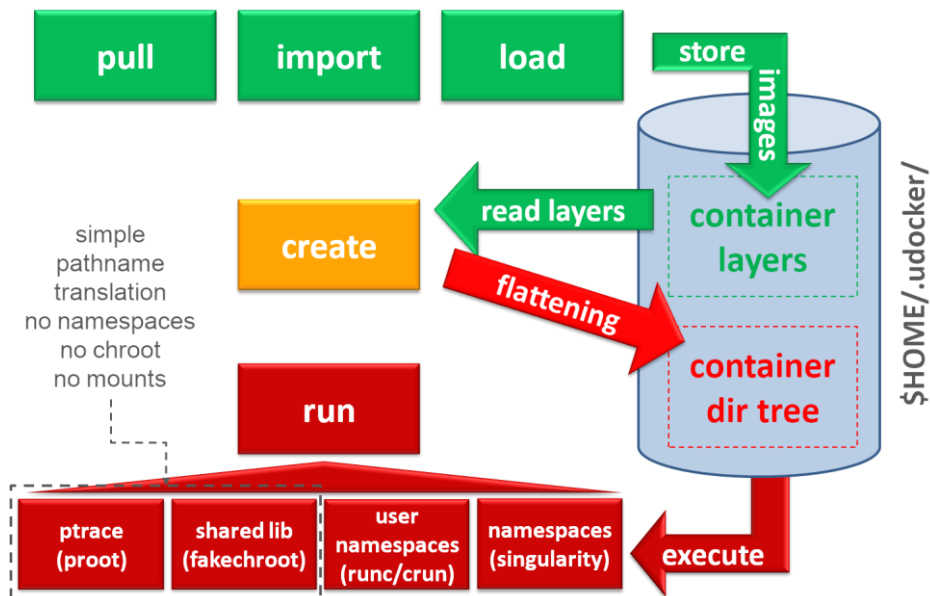 pull
import
load
store
images
container
layers
read layers
create
flattening
container
dir tree
$HOME/.udocker/
simple
pathname
translation
no namespaces
no chroot
no mounts
run
ptrace
(proot)
shared lib
(fakechroot)
user
namespaces
(runc/crun)
namespaces
(singularity)
execute